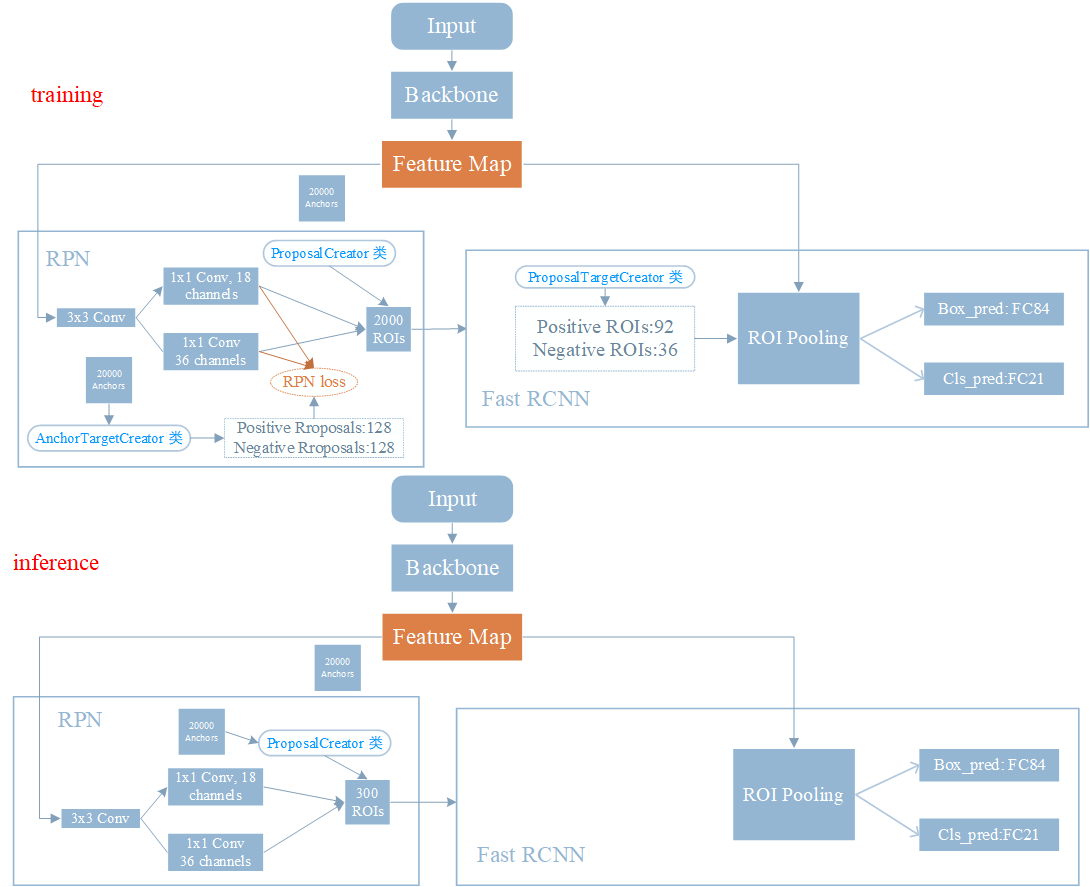 Input
training
Backbone
Feature Map
20000
Anchors
RPN
ProposalCreator 类
1x1 Conv, 18
channels
3x3 Conv
2000
ROIs
1x1 Conv
36 channels
20000
Anchors
RPN loss
AnchorTargetCreator 类
Positive Rroposals:128
Negative Rroposals:128
ProposalTargetCreator 类
Positive ROIs:92
Negative ROIs:36
ROI Pooling
Box_pred: FC84
Cls_pred:FC21
Fast RCNN
Input
inference
Backbone
Feature Map
20000
Anchors
RPN
20000
Anchors
ProposalCreator 类
1x1 Conv, 18
channels
3x3 Conv
300
ROIs
1x1 Conv
36 channels
ROI Pooling
Box_pred: FC84
Cls_pred:FC21
Fast RCNN